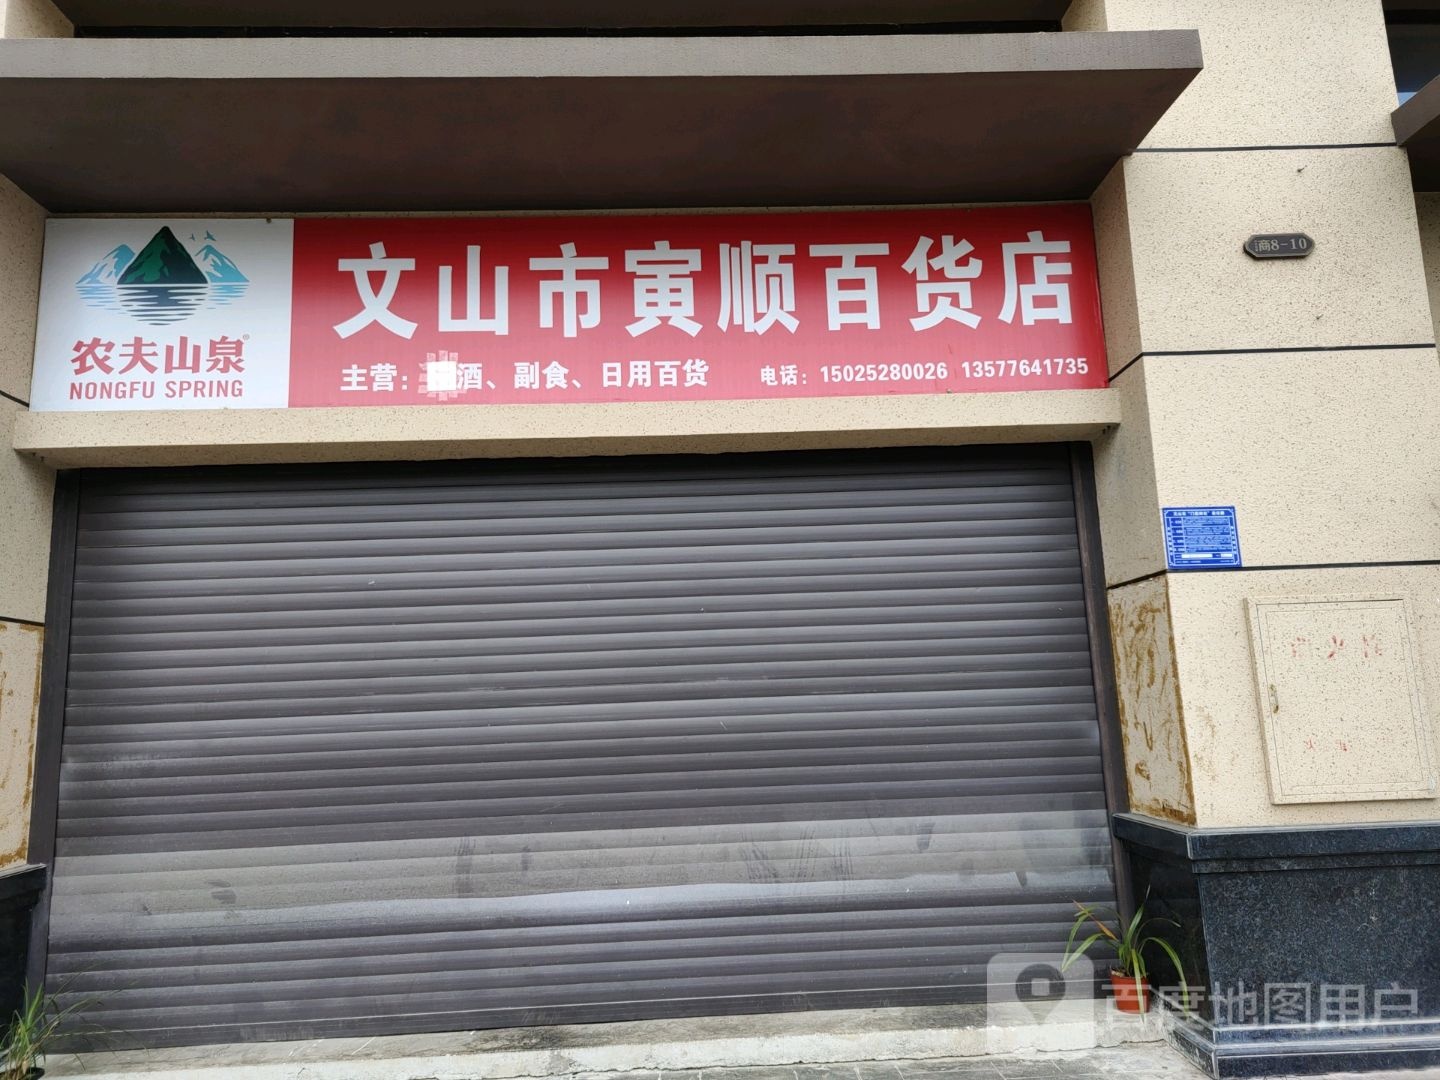 农夫山泉®
NONGFU SPRING
文山市寅顺百货店
主营：酒、副食、日用百货
电话：15025280026 13577641735
商8-10
百度地图用户